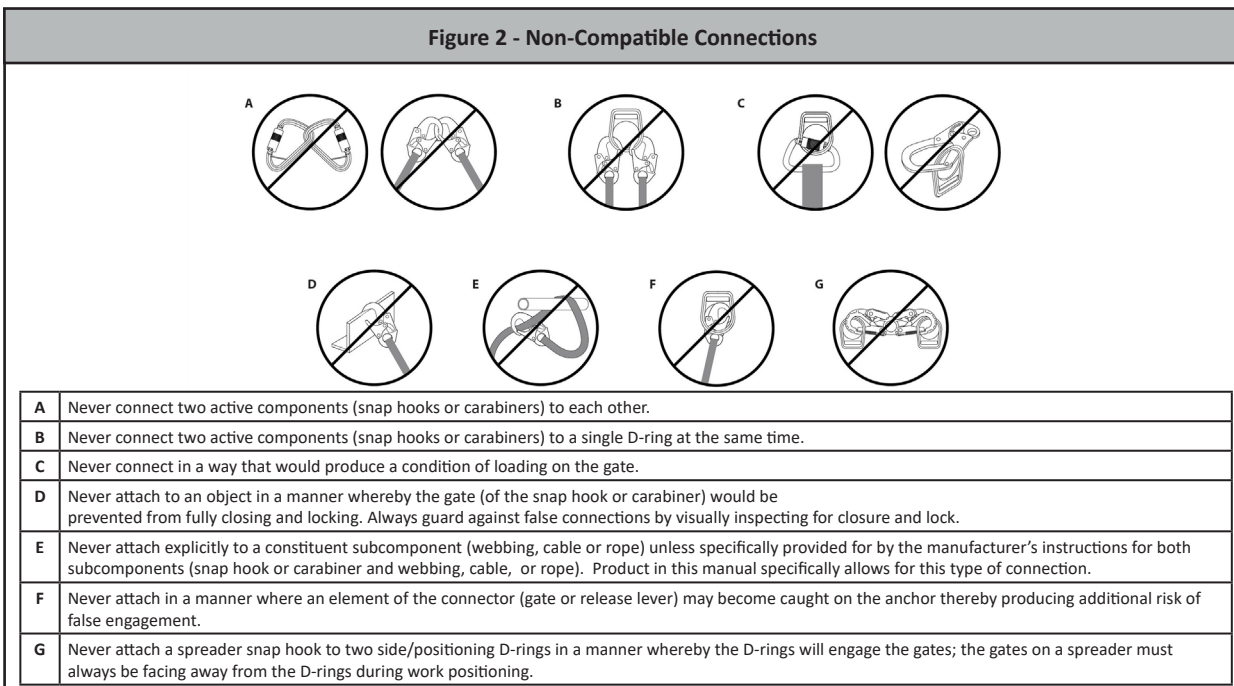 Figure 2 - Non-Compatible Connections
A
B
C
D
E
F
G
A Never connect two active components (snap hooks or carabiners) to each other.
B Never connect two active components (snap hooks or carabiners) to a single D-ring at the same time.
C Never connect in a way that would produce a condition of loading on the gate.
D Never attach to an object in a manner whereby the gate (of the snap hook or carabiner) would be
prevented from fully closing and locking. Always guard against false connections by visually inspecting for closure and lock.
E Never attach explicitly to a constituent subcomponent (webbing, cable or rope) unless specifically provided for by the manufacturer's instructions for both
subcomponents (snap hook or carabiner and webbing, cable, or rope). Product in this manual specifically allows for this type of connection.
F Never attach in a manner where an element of the connector (gate or release lever) may become caught on the anchor thereby producing additional risk of
false engagement.
G Never attach a spreader snap hook to two side/positioning D-rings in a manner whereby the D-rings will engage the gates; the gates on a spreader must
always be facing away from the D-rings during work positioning.